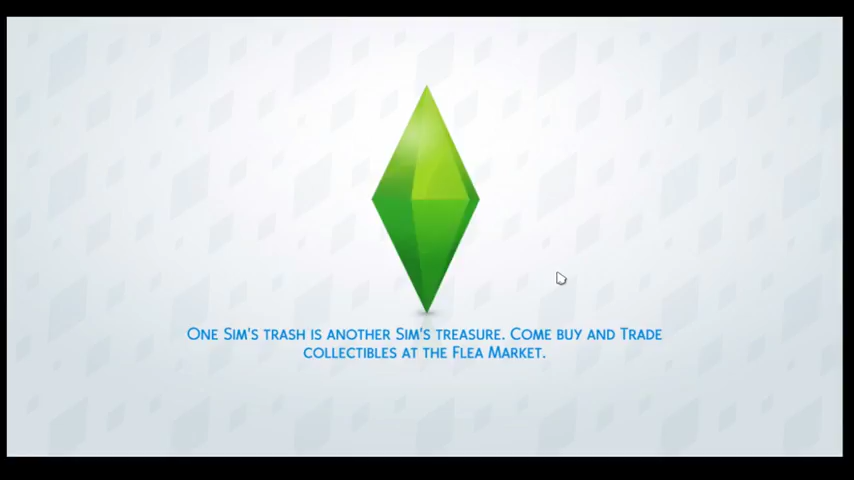 One Sim's trash is another Sim's treasure. Come buy and Trade
collectibles at the Flea Market.